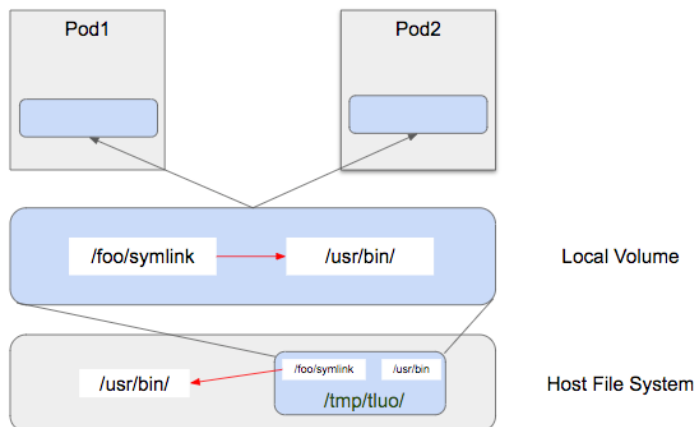 Pod1
Pod2
/foo/symlink
/usr/bin/
Local Volume
/foo/symlink
/usr/bin
/usr/bin/
/tmp/tluo/
Host File System